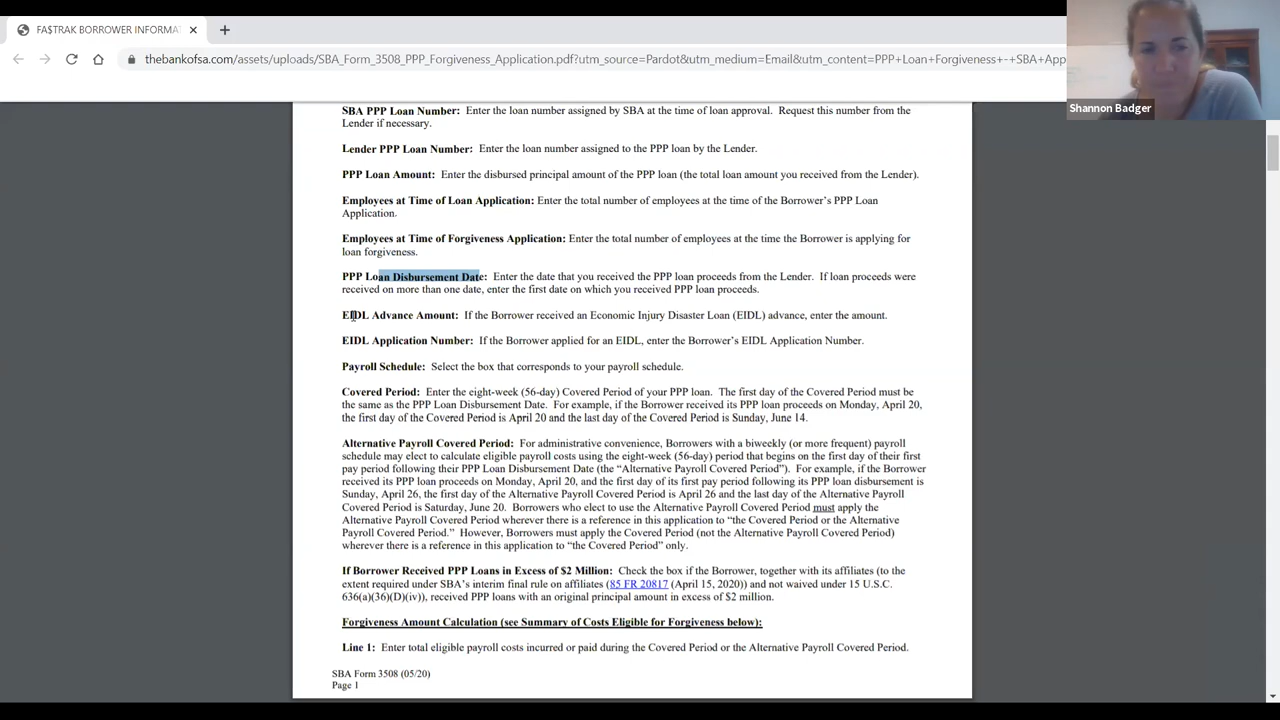 FA$TRAK BORROWER INFORMA
thebankofsa.com/assets/uploads/SBA_Form_3508_PPP_Forgiveness_Application.pdf?utm_source=Pardot&utm_medium=Email&utm_content=PPP+Loan+Forgiveness+-+SBA+App
Shannon Badger
SBA PPP Loan Number: Enter the loan number assigned by SBA at the time of loan approval. Request this number from the
Lender if necessary.
Lender PPP Loan Number: Enter the loan number assigned to the PPP loan by the Lender.
PPP Loan Amount: Enter the disbursed principal amount of the PPP loan (the total loan amount you received from the Lender).
Employees at Time of Loan Application: Enter the total number of employees at the time of the Borrower's PPP Loan
Application.
Employees at Time of Forgiveness Application: Enter the total number of employees at the time the Borrower is applying for
loan forgiveness.
PPP Loan Disbursement Date: Enter the date that you received the PPP loan proceeds from the Lender. If loan proceeds were
received on more than one date, enter the first date on which you received PPP loan proceeds.
EIDL Advance Amount: If the Borrower received an Economic Injury Disaster Loan (EIDL) advance, enter the amount.
EIDL Application Number: If the Borrower applied for an EIDL, enter the Borrower's EIDL Application Number.
Payroll Schedule: Select the box that corresponds to your payroll schedule.
Covered Period: Enter the eight-week (56-day) Covered Period of your PPP loan. The first day of the Covered Period must be
the same as the PPP Loan Disbursement Date. For example, if the Borrower received its PPP loan proceeds on Monday, April 20,
the first day of the Covered Period is April 20 and the last day of the Covered Period is Sunday, June 14.
Alternative Payroll Covered Period: For administrative convenience, Borrowers with a biweekly (or more frequent) payroll
schedule may elect to calculate eligible payroll costs using the eight-week (56-day) period that begins on the first day of their first
pay period following their PPP Loan Disbursement Date (the “Alternative Payroll Covered Period”). For example, if the Borrower
received its PPP loan proceeds on Monday, April 20, and the first day of its first pay period following its PPP loan disbursement is
Sunday, April 26, the first day of the Alternative Payroll Covered Period is April 26 and the last day of the Alternative Payroll
Covered Period is Saturday, June 20. Borrowers who elect to use the Alternative Payroll Covered Period must apply the
Alternative Payroll Covered Period wherever there is a reference in this application to “the Covered Period or the Alternative
Payroll Covered Period.” However, Borrowers must apply the Covered Period (not the Alternative Payroll Covered Period)
wherever there is a reference in this application to “the Covered Period” only.
If Borrower Received PPP Loans in Excess of $2 Million: Check the box if the Borrower, together with its affiliates (to the
extent required under SBA's interim final rule on affiliates (85 FR 20817 (April 15, 2020)) and not waived under 15 U.S.C.
636(a)(36)(D)(iv)), received PPP loans with an original principal amount in excess of $2 million.
Forgiveness Amount Calculation (see Summary of Costs Eligible for Forgiveness below):
Line 1: Enter total eligible payroll costs incurred or paid during the Covered Period or the Alternative Payroll Covered Period.
SBA Form 3508 (05/20)
Page 1